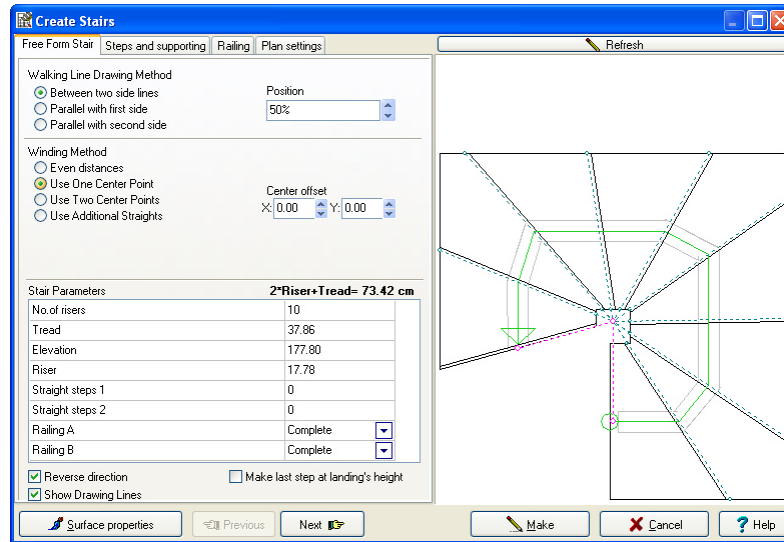 Create Stairs
Free Form Stair Steps and supporting Railing Plan settings Refresh
Walking Line Drawing Method
Between two side lines Position
Parallel with first side 50%
Parallel with second side
Winding Method
Even distances
Use One Center Point Center offset
Use Two Center Points X: 0.00 Y: 0.00
Use Additional Straights
Stair Parameters 2*Riser+Tread= 73.42 cm
No.of risers 10
Tread 37.86
Elevation 177.80
Riser 17.78
Straight steps 1 0
Straight steps 2 0
Railing A Complete
Railing B Complete
Reverse direction Make last step at landing's height
Show Drawing Lines
Surface properties Previous Next Make Cancel Help